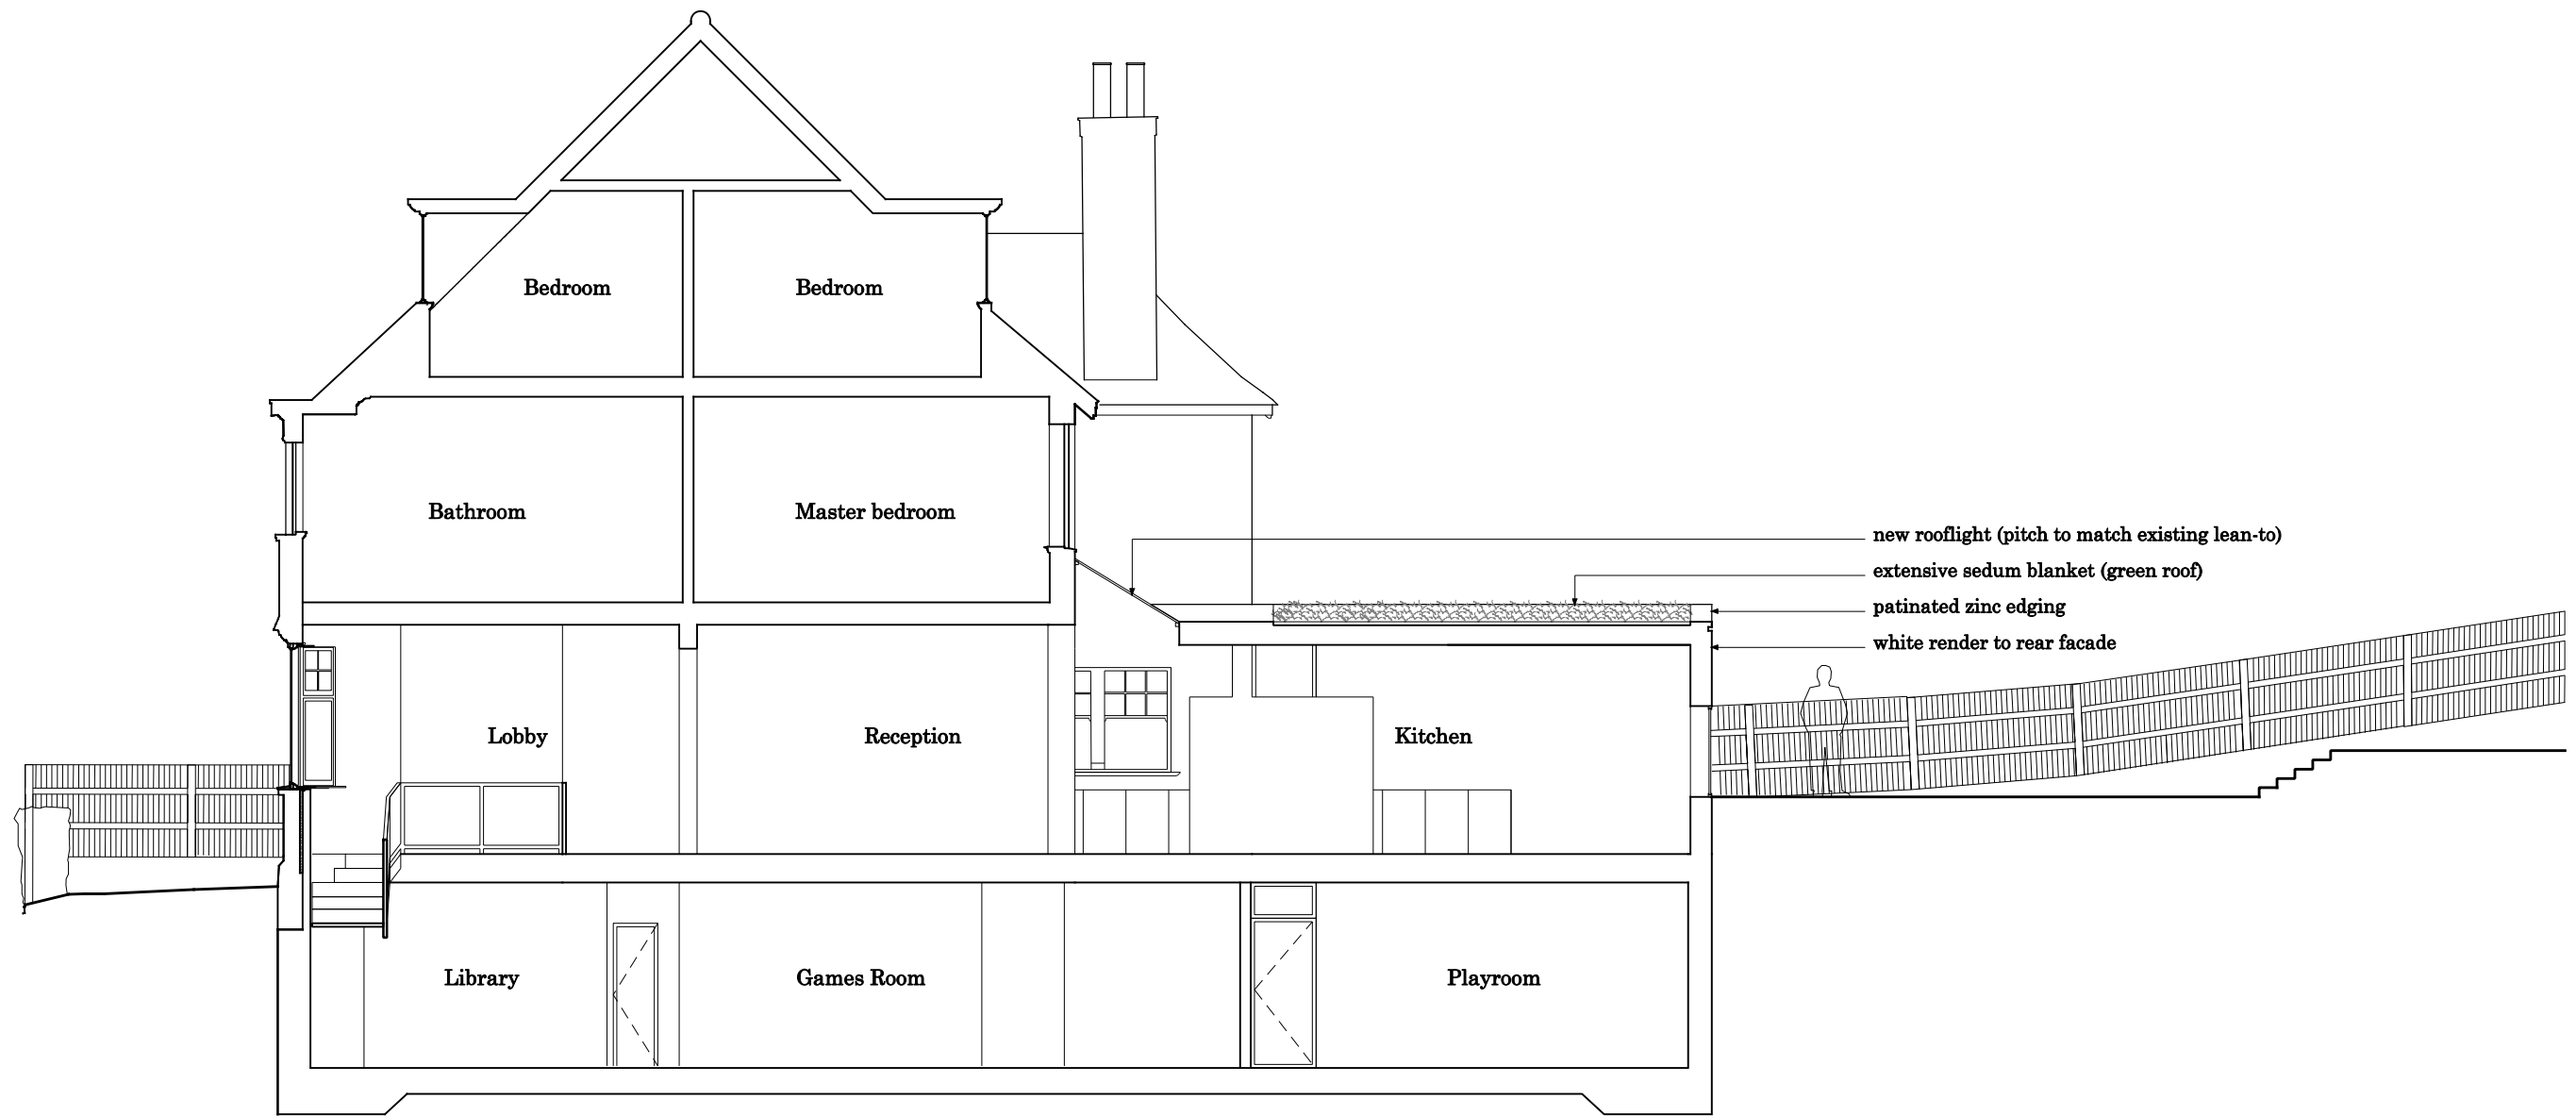 Bedroom
Bedroom
Bathroom
Master bedroom
new rooflight (pitch to match existing lean-to)
extensive sedum blanket (green roof)
patinated zinc edging
white render to rear facade
Lobby
Reception
Kitchen
Library
Games Room
Playroom